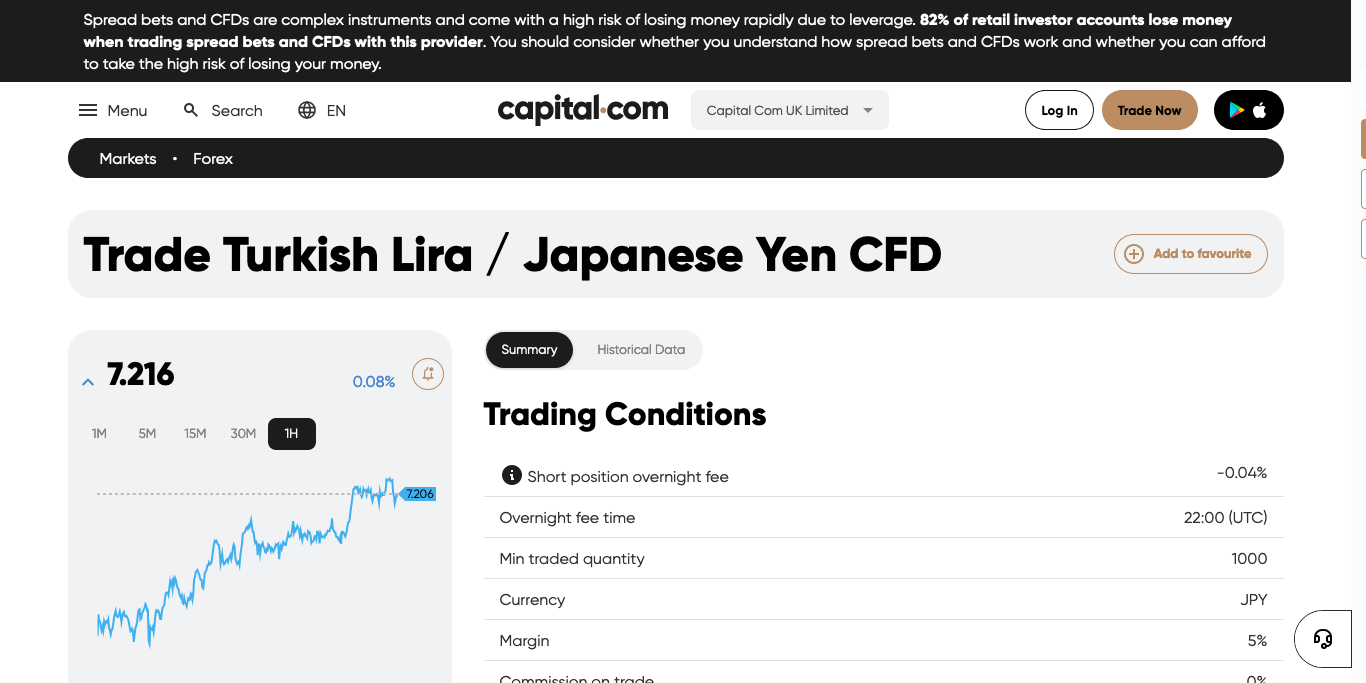 Spread bets and CFDs are complex instruments and come with a high risk of losing money rapidly due to leverage. 82% of retail investor accounts lose money
when trading spread bets and CFDs with this provider. You should consider whether you understand how spread bets and CFDs work and whether you can afford
to take the high risk of losing your money.
Menu Search EN capital.com Capital Com UK Limited Log In Trade Now
Markets • Forex
Trade Turkish Lira / Japanese Yen CFD Add to favourite
7.216 0.08%
1M 5M 15M 30M 1H
7.206
Summary Historical Data
Trading Conditions
Short position overnight fee -0.04%
Overnight fee time 22:00 (UTC)
Min traded quantity 1000
Currency JPY
Margin 5%
Commission on trade 0%